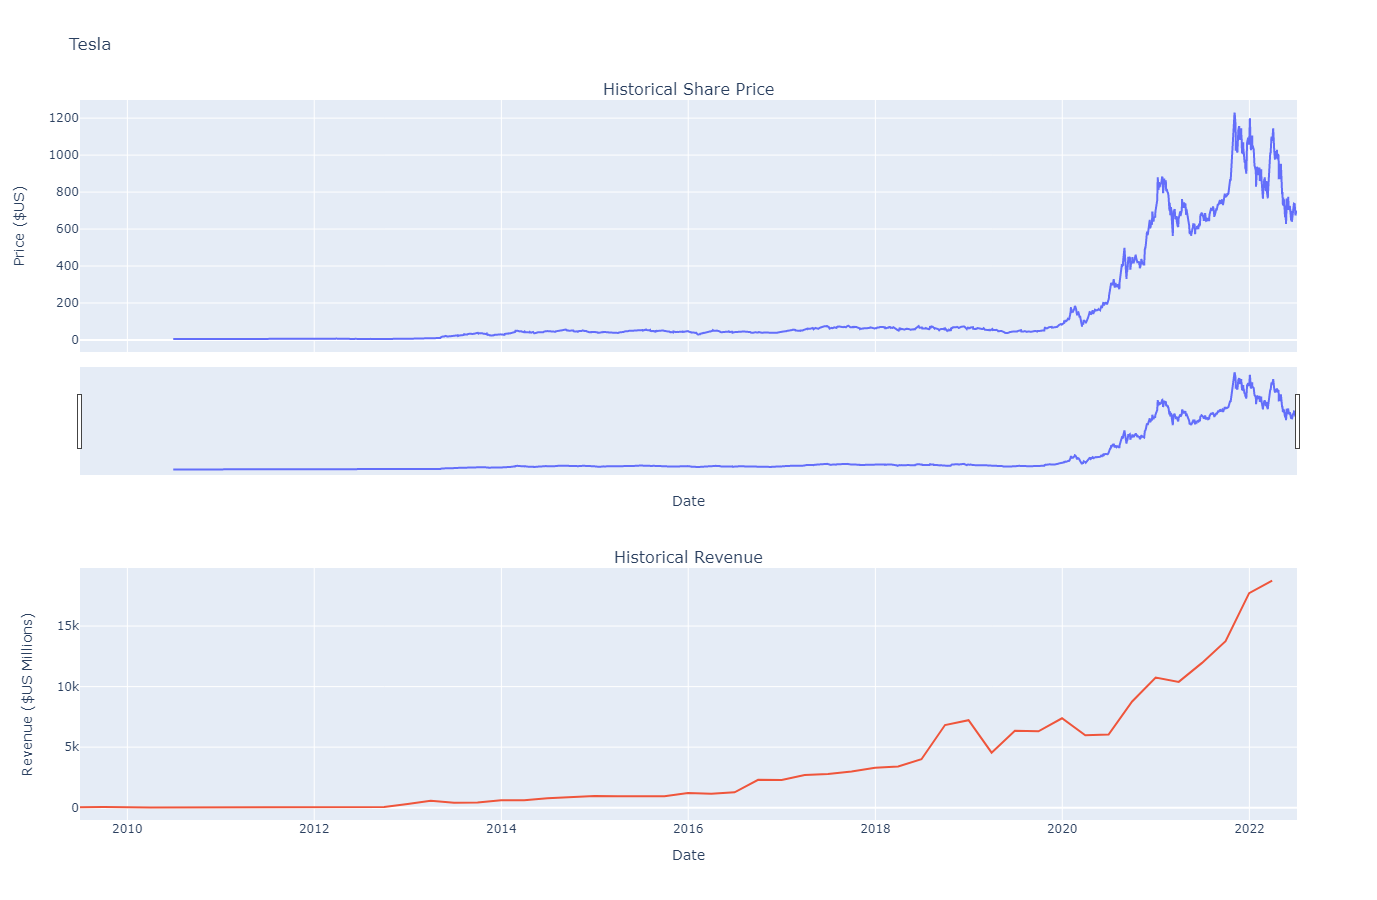 Tesla
Historical Share Price
1200
1000
800
600
400
200
0
Price ($US)
Date
Historical Revenue
15k
10k
5k
0
Revenue ($US Millions)
2010 2012 2014 2016 2018 2020 2022
Date